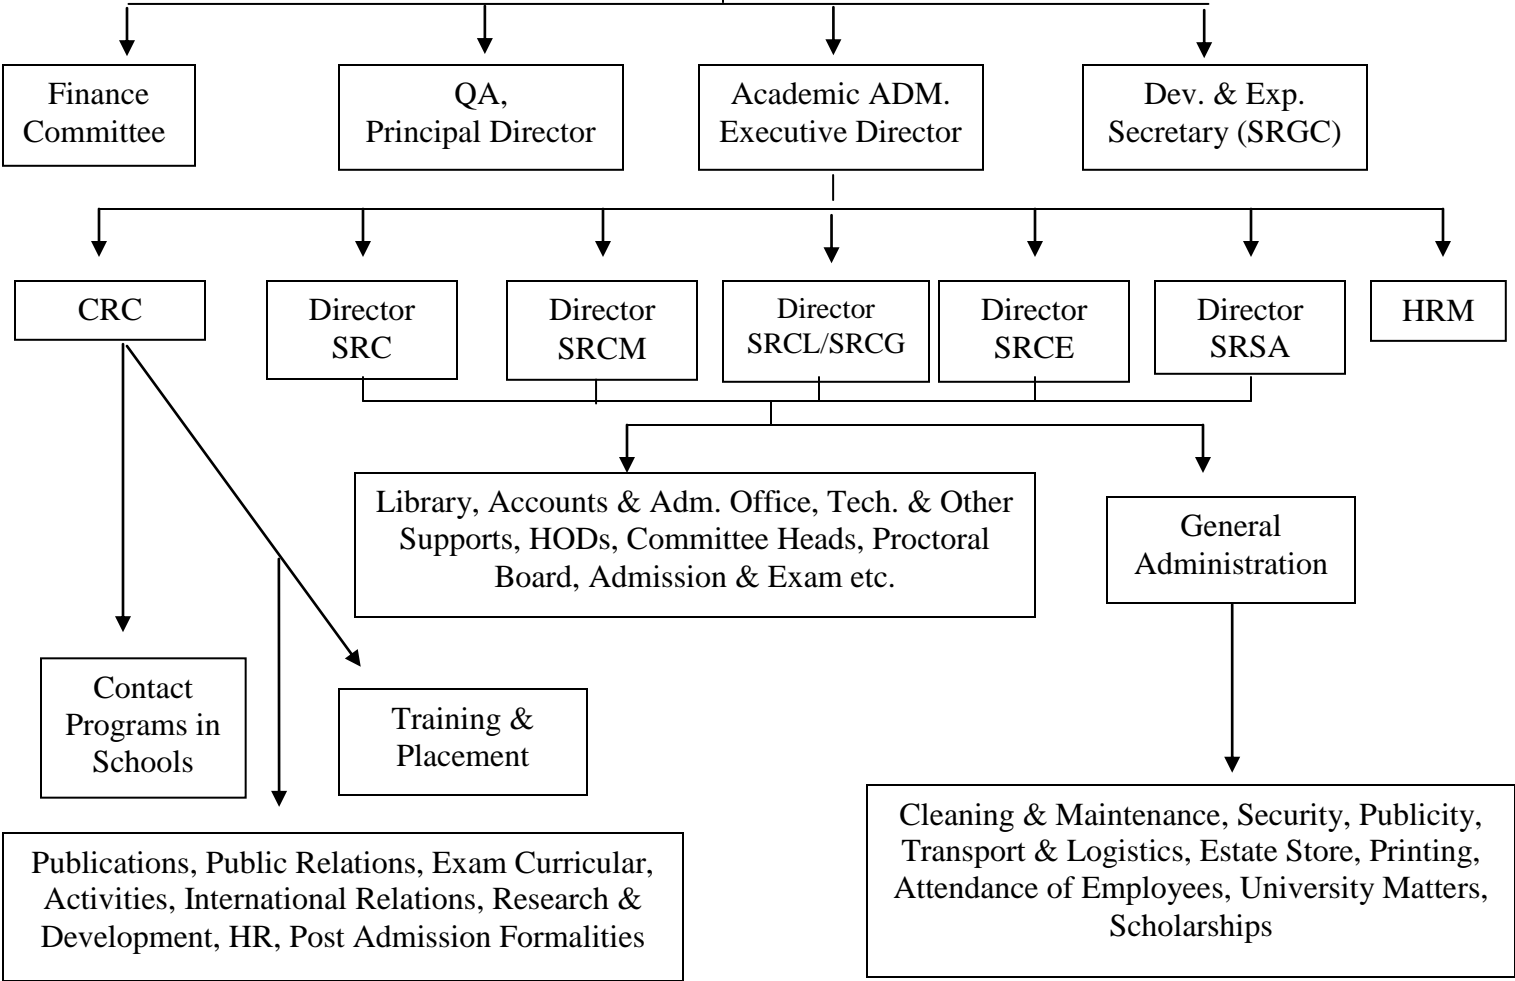 Finance
Committee
QA,
Principal Director
Academic ADM.
Executive Director
Dev. & Exp.
Secretary (SRGC)
CRC
Director
SRC
Director
SRCM
Director
SRCL/SRCG
Director
SRCE
Director
SRSA
HRM
Library, Accounts & Adm. Office, Tech. & Other
Supports, HODs, Committee Heads, Proctoral
Board, Admission & Exam etc.
General
Administration
Contact
Programs in
Schools
Training &
Placement
Publications, Public Relations, Exam Curricular,
Activities, International Relations, Research &
Development, HR, Post Admission Formalities
Cleaning & Maintenance, Security, Publicity,
Transport & Logistics, Estate Store, Printing,
Attendance of Employees, University Matters,
Scholarships